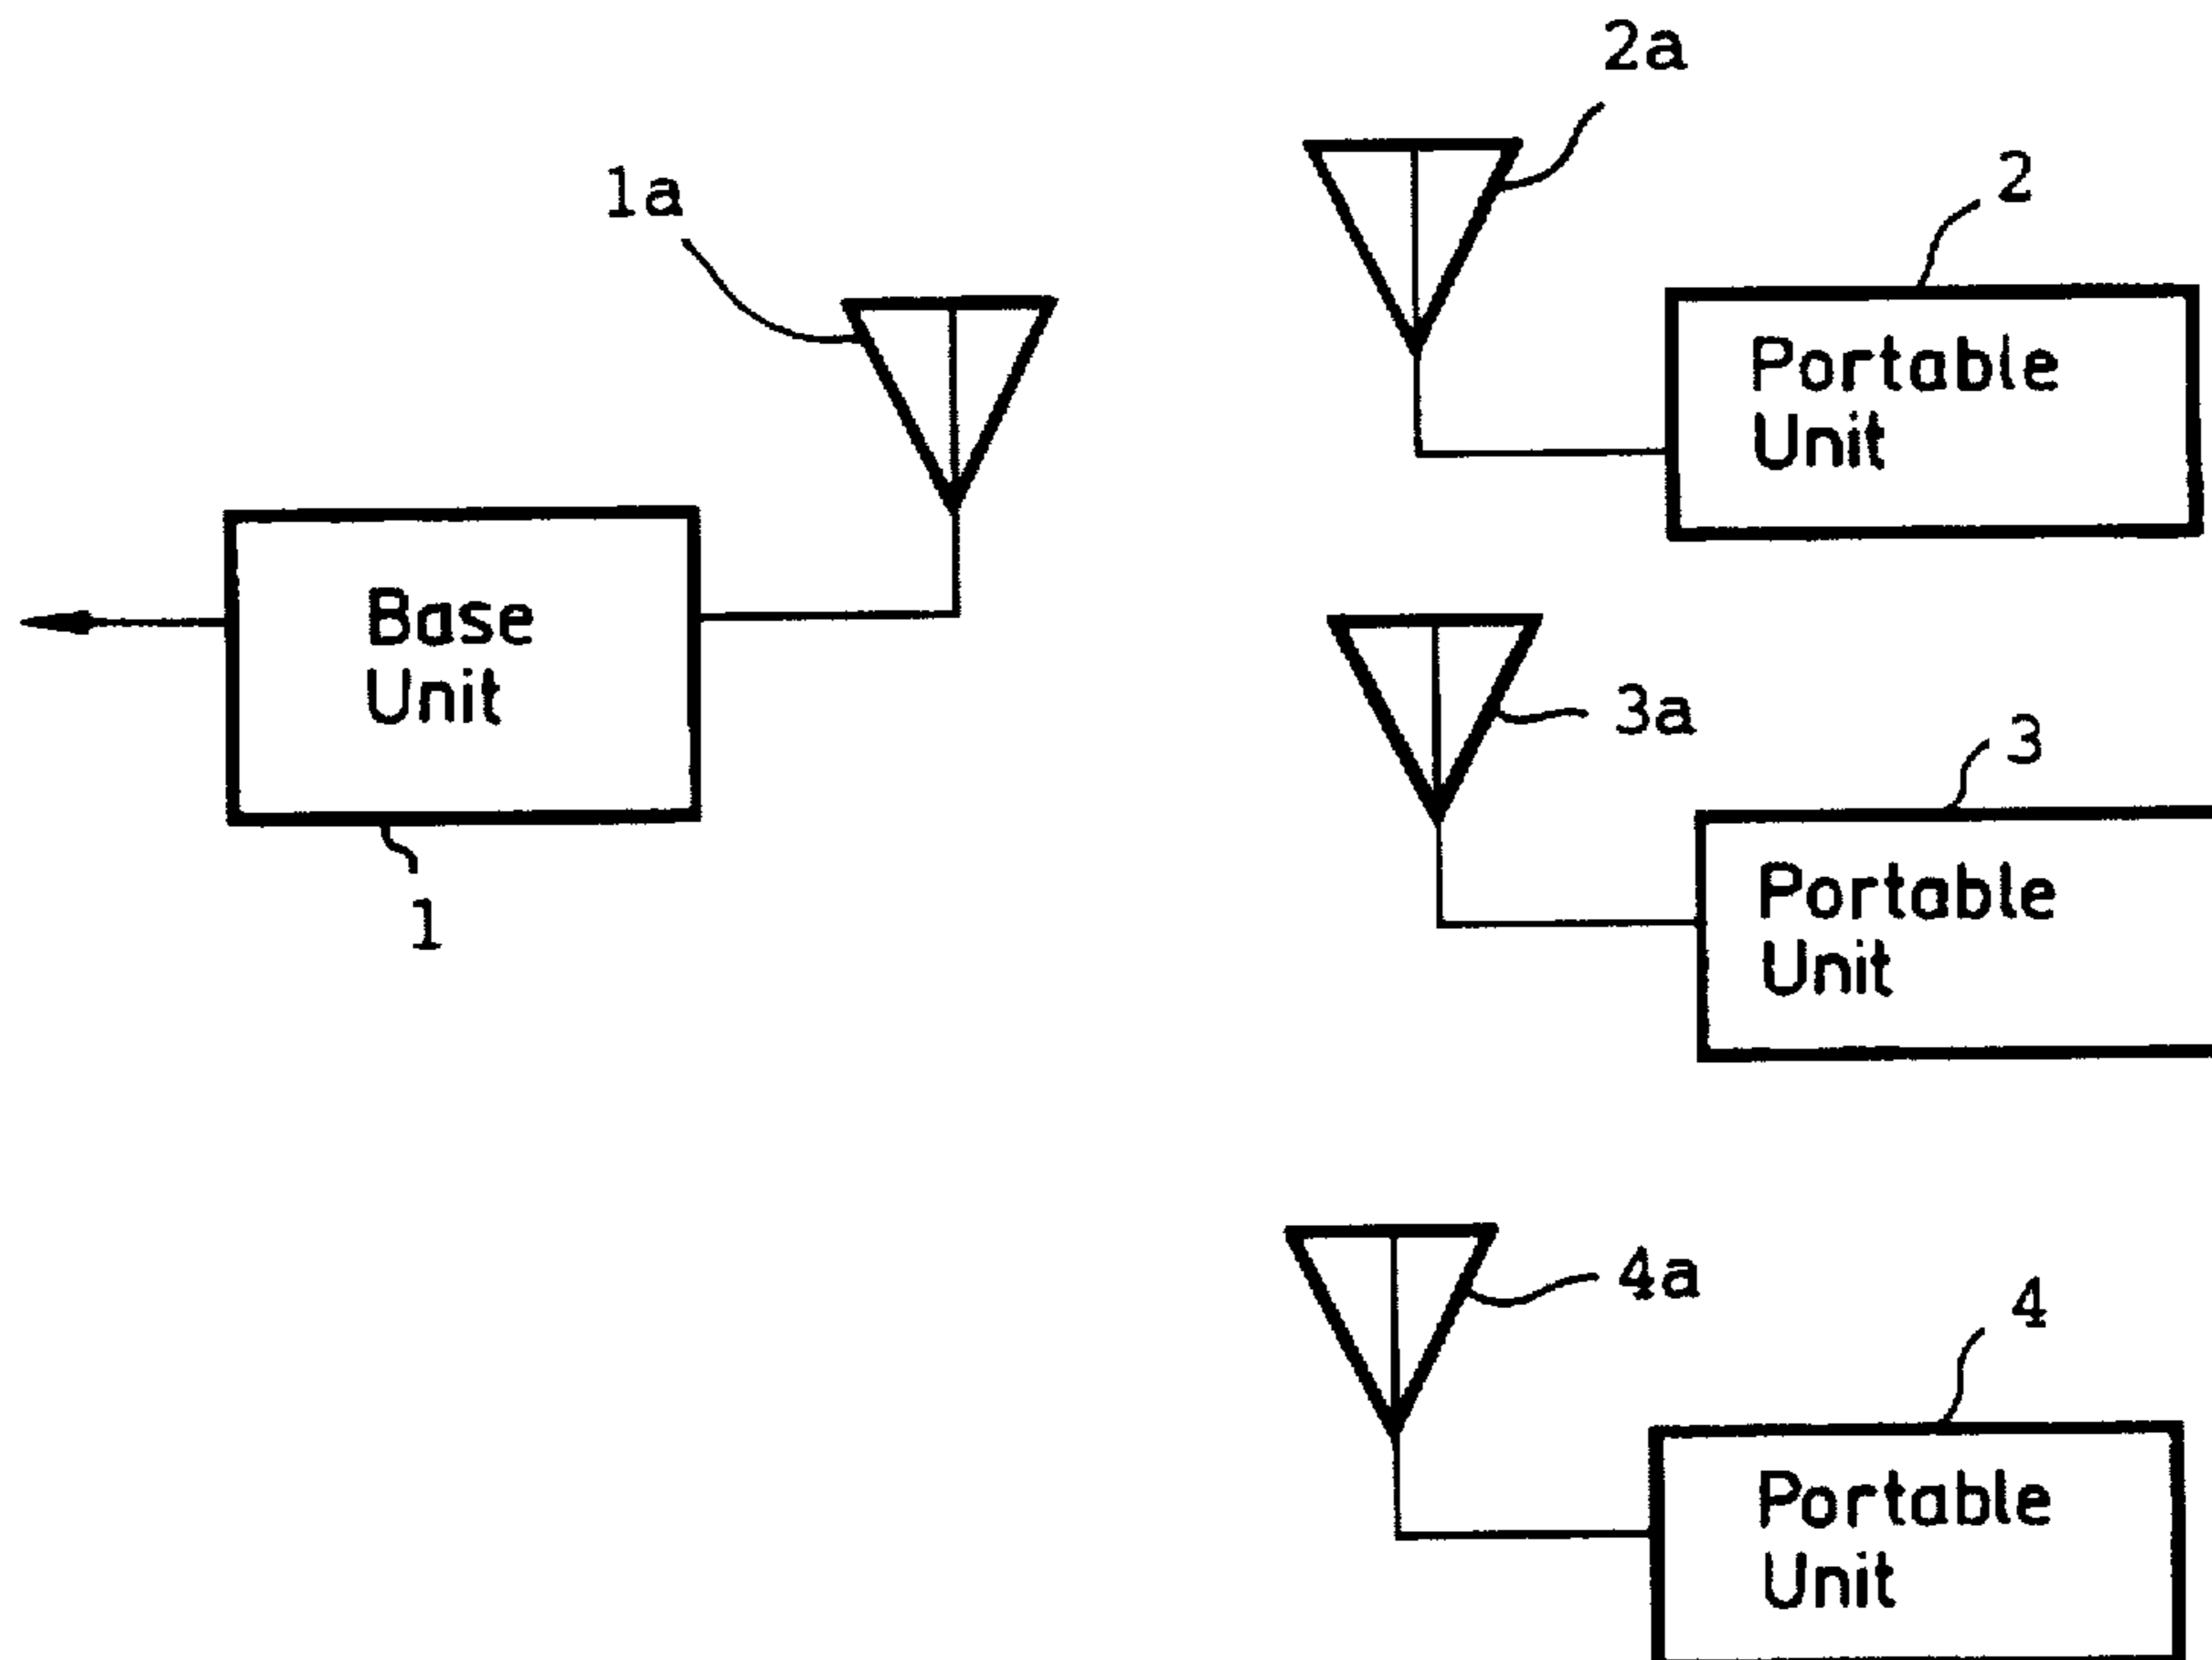 2a
1a
2
Portable
Unit
Base
Unit
1
3a
3
Portable
Unit
4a
4
Portable
Unit